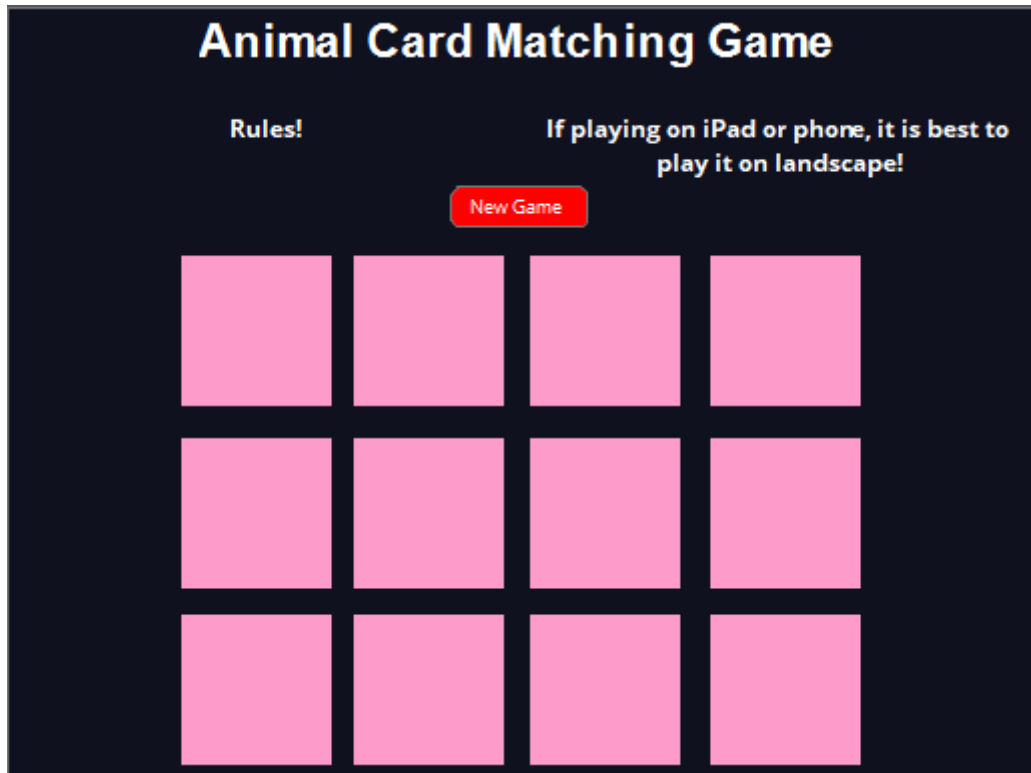 Animal Card Matching Game
Rules!
If playing on iPad or phone, it is best to
play it on landscape!
New Game